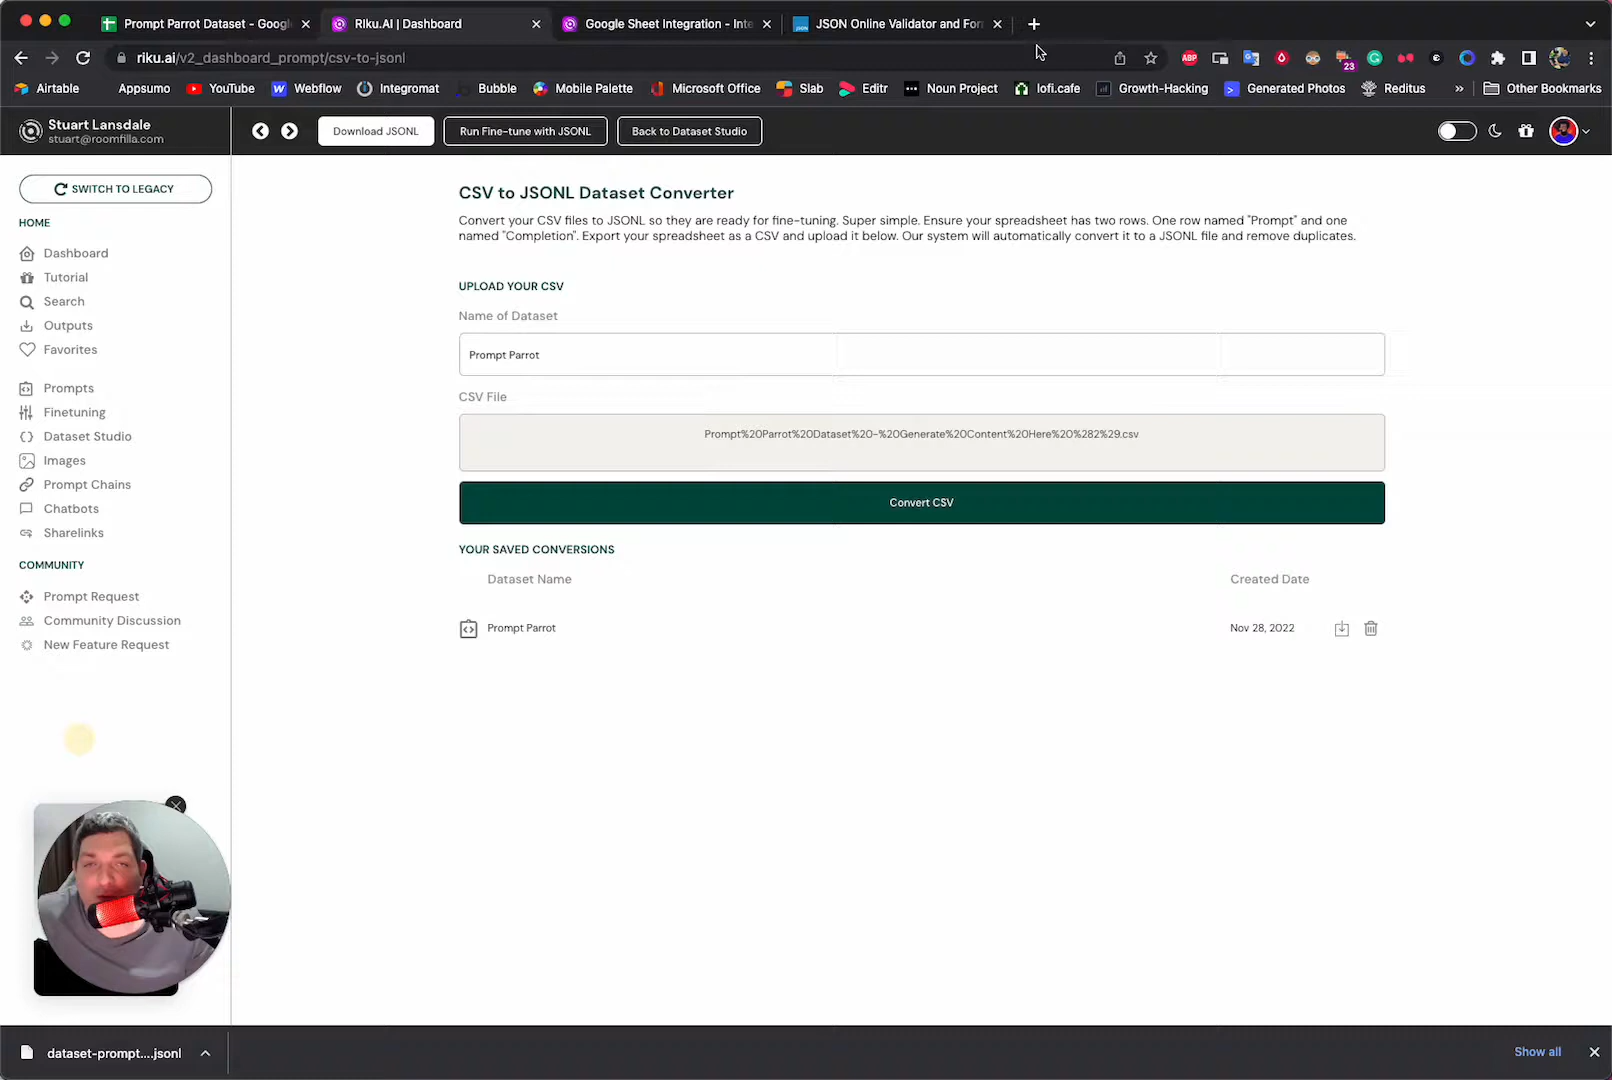 Prompt Parrot Dataset - Googl
Riku.AI | Dashboard
Google Sheet Integration - Inte
JSON Online Validator and For
riku.ai/v2_dashboard_prompt/csv-to-jsonl
ABP
23
Airtable
Appsumo
YouTube
Webflow
Integromat
Bubble
Mobile Palette
Microsoft Office
Slab
Editr
Noun Project
lofi.cafe
Growth-Hacking
Generated Photos
Reditus
»
Other Bookmarks
Stuart Lansdale
stuart@roomfilla.com
Download JSONL
Run Fine-tune with JSONL
Back to Dataset Studio
SWITCH TO LEGACY
HOME
Dashboard
Tutorial
Search
Outputs
Favorites
Prompts
Finetuning
Dataset Studio
Images
Prompt Chains
Chatbots
Sharelinks
COMMUNITY
Prompt Request
Community Discussion
New Feature Request
CSV to JSONL Dataset Converter
Convert your CSV files to JSONL so they are ready for fine-tuning. Super simple. Ensure your spreadsheet has two rows. One row named "Prompt" and one
named "Completion". Export your spreadsheet as a CSV and upload it below. Our system will automatically convert it to a JSONL file and remove duplicates.
UPLOAD YOUR CSV
Name of Dataset
Prompt Parrot
CSV File
Prompt%20Parrot%20Dataset%20-%20Generate%20Content%20Here%20%282%29.csv
Convert CSV
YOUR SAVED CONVERSIONS
Dataset Name
Created Date
Prompt Parrot
Nov 28, 2022
dataset-prompt....jsonl
Show all